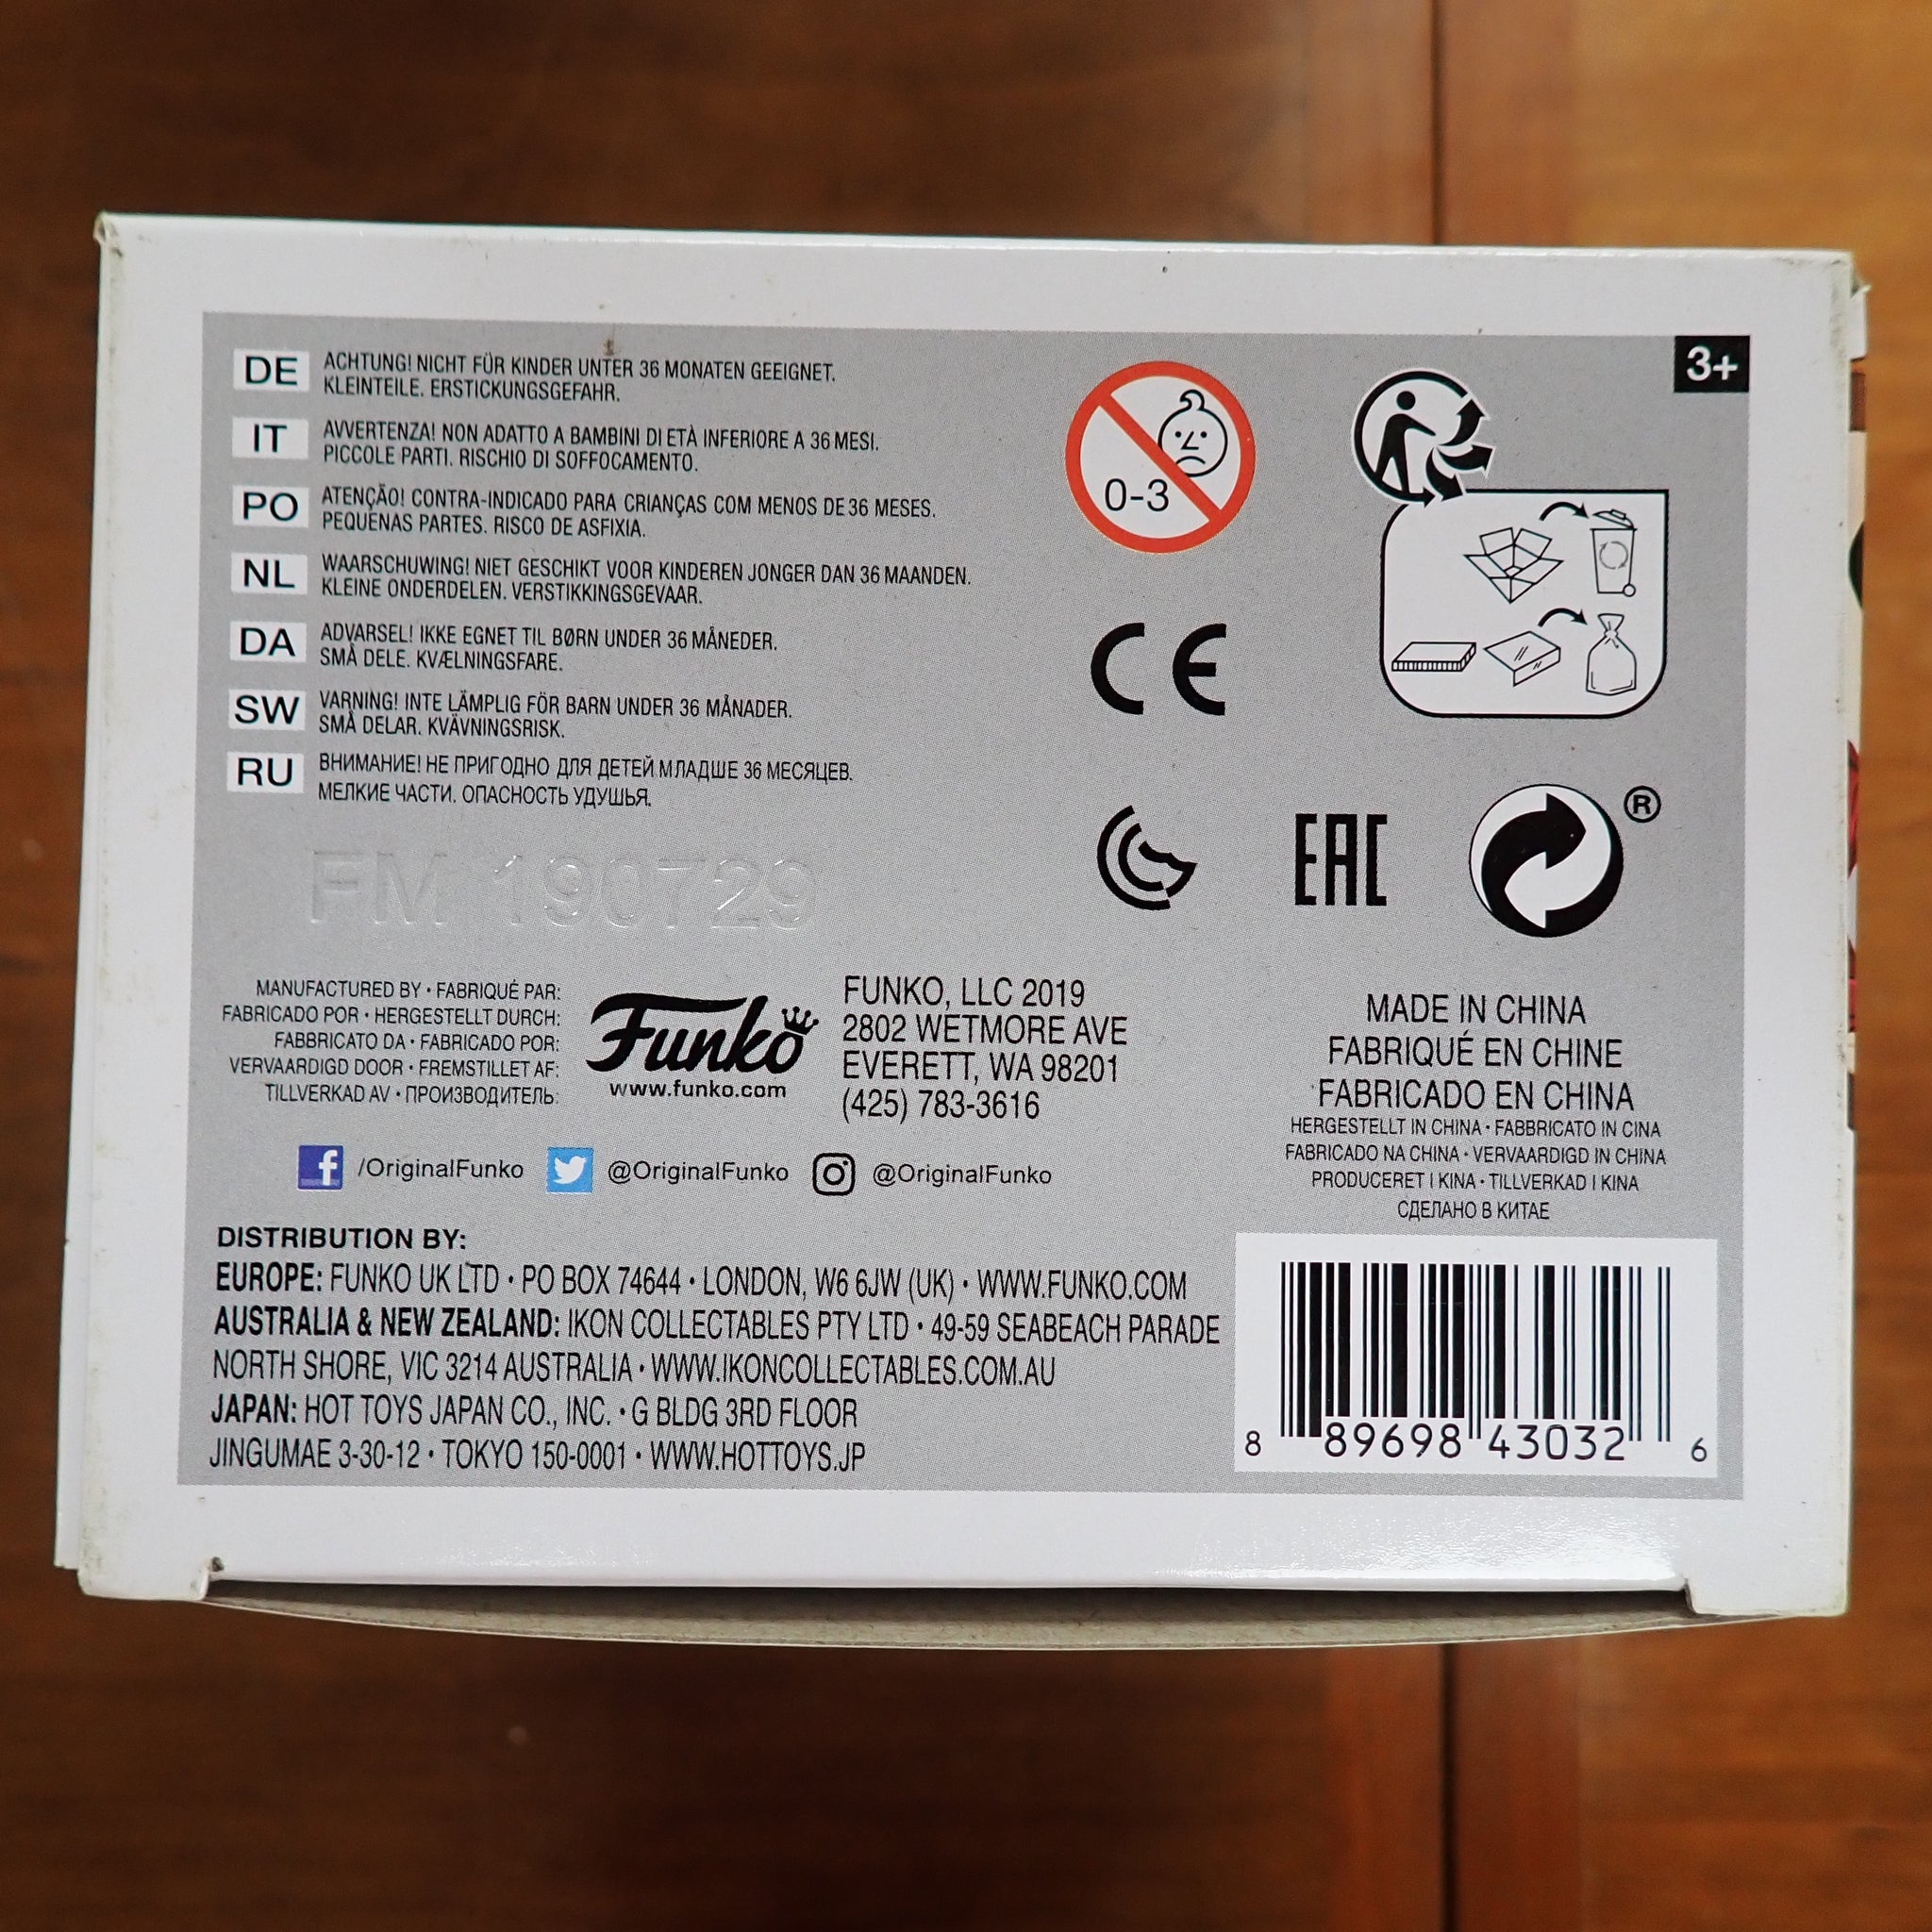 DE ACHTUNG! NICHT FÜR KINDER UNTER 36 MONATEN GEEIGNET.
KLEINTEILE. ERSTICKUNGSGEFAHR.
IT AVVERTENZA! NON ADATTO A BAMBINI DI ETÀ INFERIORE A 36 MESI.
PICCOLE PARTI. RISCHIO DI SOFFOCAMENTO.
PO ATENÇÃO! CONTRA-INDICADO PARA CRIANÇAS COM MENOS DE 36 MESES.
PEQUENAS PARTES. RISCO DE ASFIXIA.
NL WAARSCHUWING! NIET GESCHIKT VOOR KINDEREN JONGER DAN 36 MAANDEN.
KLEINE ONDERDELEN. VERSTIKKINGSGEVAAR.
DA ADVARSEL! IKKE EGNET TIL BØRN UNDER 36 MÅNEDER.
SMÅ DELE. KVÆLNINGSFARE.
SW VARNING! INTE LÄMPLIG FÖR BARN UNDER 36 MÅNADER.
SMÅ DELAR. KVÄVNINGSRISK.
RU ВНИМАНИЕ! НЕ ПРИГОДНО ДЛЯ ДЕТЕЙ МЛАДШЕ 36 МЕСЯЦЕВ.
МЕЛКИЕ ЧАСТИ. ОПАСНОСТЬ УДУШЬЯ.
FM 190729
0-3
3+
CE
EAC
®
MANUFACTURED BY • FABRIQUÉ PAR:
FABRICADO POR • HERGESTELLT DURCH:
FABBRICATO DA • FABRICADO POR:
VERVAARDIGD DOOR • FREMSTILLET AF:
TILLVERKAD AV • ПРОИЗВОДИТЕЛЬ:
Funko
www.funko.com
FUNKO, LLC 2019
2802 WETMORE AVE
EVERETT, WA 98201
(425) 783-3616
MADE IN CHINA
FABRIQUÉ EN CHINE
FABRICADO EN CHINA
HERGESTELLT IN CHINA • FABBRICATO IN CINA
FABRICADO NA CHINA • VERVAARDIGD IN CHINA
PRODUCERET I KINA • TILLVERKAD I KINA
СДЕЛАНО В КИТАЕ
f /OriginalFunko @OriginalFunko @OriginalFunko
DISTRIBUTION BY:
EUROPE: FUNKO UK LTD • PO BOX 74644 • LONDON, W6 6JW (UK) • WWW.FUNKO.COM
AUSTRALIA & NEW ZEALAND: IKON COLLECTABLES PTY LTD • 49-59 SEABEACH PARADE
NORTH SHORE, VIC 3214 AUSTRALIA • WWW.IKONCOLLECTABLES.COM.AU
JAPAN: HOT TOYS JAPAN CO., INC. • G BLDG 3RD FLOOR
JINGUMAE 3-30-12 • TOKYO 150-0001 • WWW.HOTTOYS.JP
8 89698 43032 6